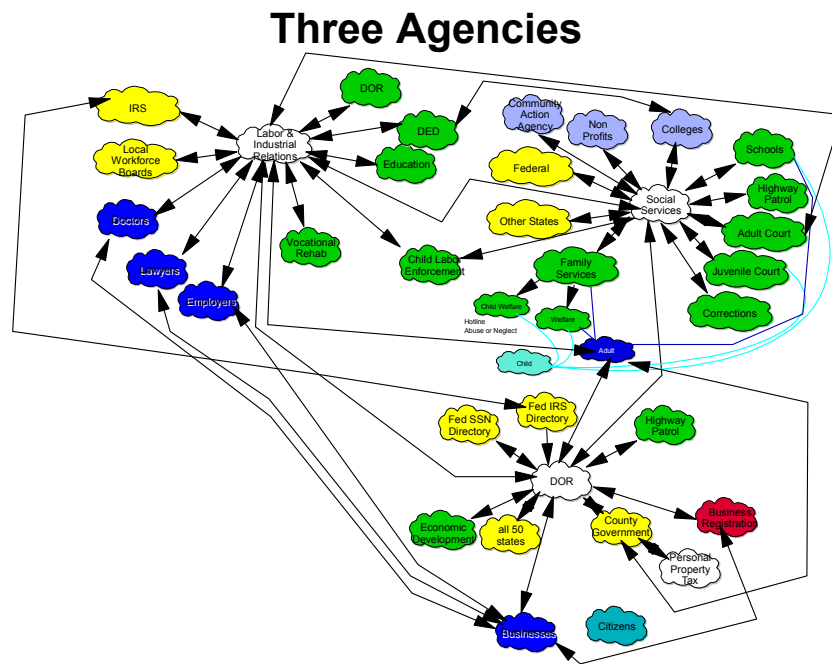 Three Agencies
IRS
DOR
Community
Action
Agency
Non
Profits
Colleges
Labor &
Industrial
Relations
DED
Local
Workforce
Boards
Education
Schools
Federal
Highway
Patrol
Social
Services
Doctors
Other States
Adult Court
Vocational
Rehab
Child Labor
Enforcement
Family
Services
Lawyers
Juvenile Court
Employers
Child Welfare
Hotline
Abuse or Neglect
Welfare
Corrections
Adult
Child
Fed SSN
Directory
Fed IRS
Directory
Highway
Patrol
DOR
Economic
Development
all 50
states
County
Government
Business
Registration
Personal
Property
Tax
Businesses
Citizens